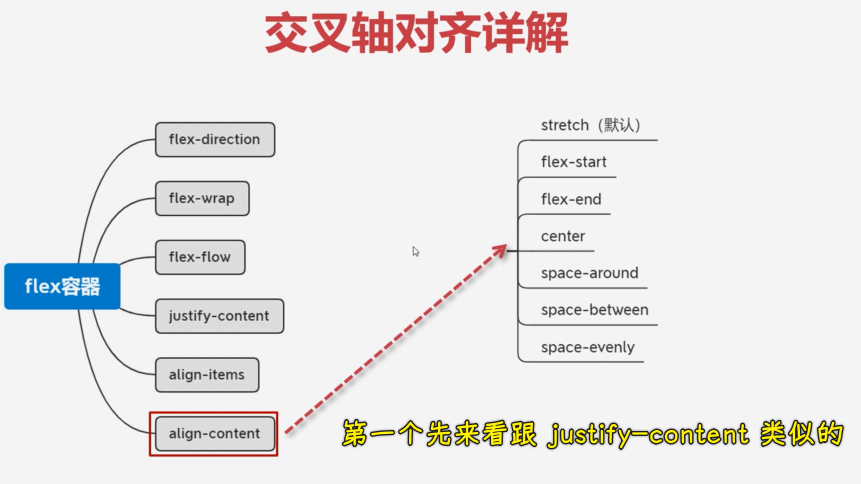 交叉轴对齐详解
flex容器
flex-direction
flex-wrap
flex-flow
justify-content
align-items
align-content
stretch（默认）
flex-start
flex-end
center
space-around
space-between
space-evenly
第一个先来看跟 justify-content 类似的